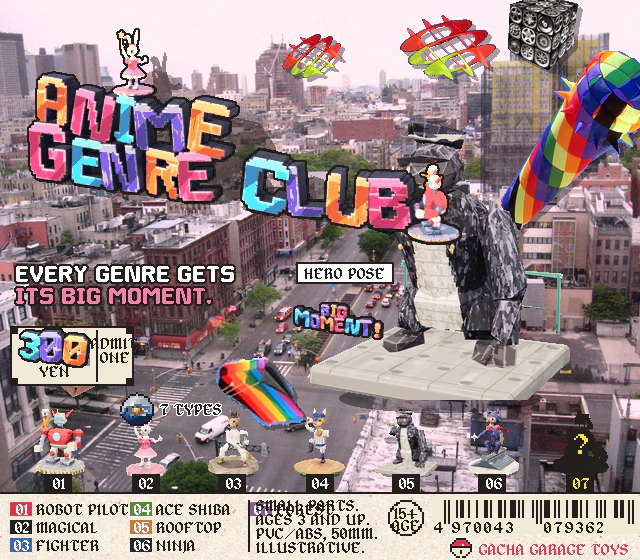 ANIME
GENRE
CLUB
EVERY GENRE GETS
ITS BIG MOMENT.
HERO POSE
BIG
MOMENT!
300
YEN
ADMIT
ONE
7 TYPES
01
02
03
04
05
06
07
?
01 ROBOT PILOT
02 MAGICAL
03 FIGHTER
04 ACE SHIBA
05 ROOFTOP
06 NINJA
SMALL PARTS.
AGES 3 AND UP.
PVC/ABS, 50MM.
ILLUSTRATIVE.
15+
AGE
4 970043 079362
GACHA GARAGE TOYS